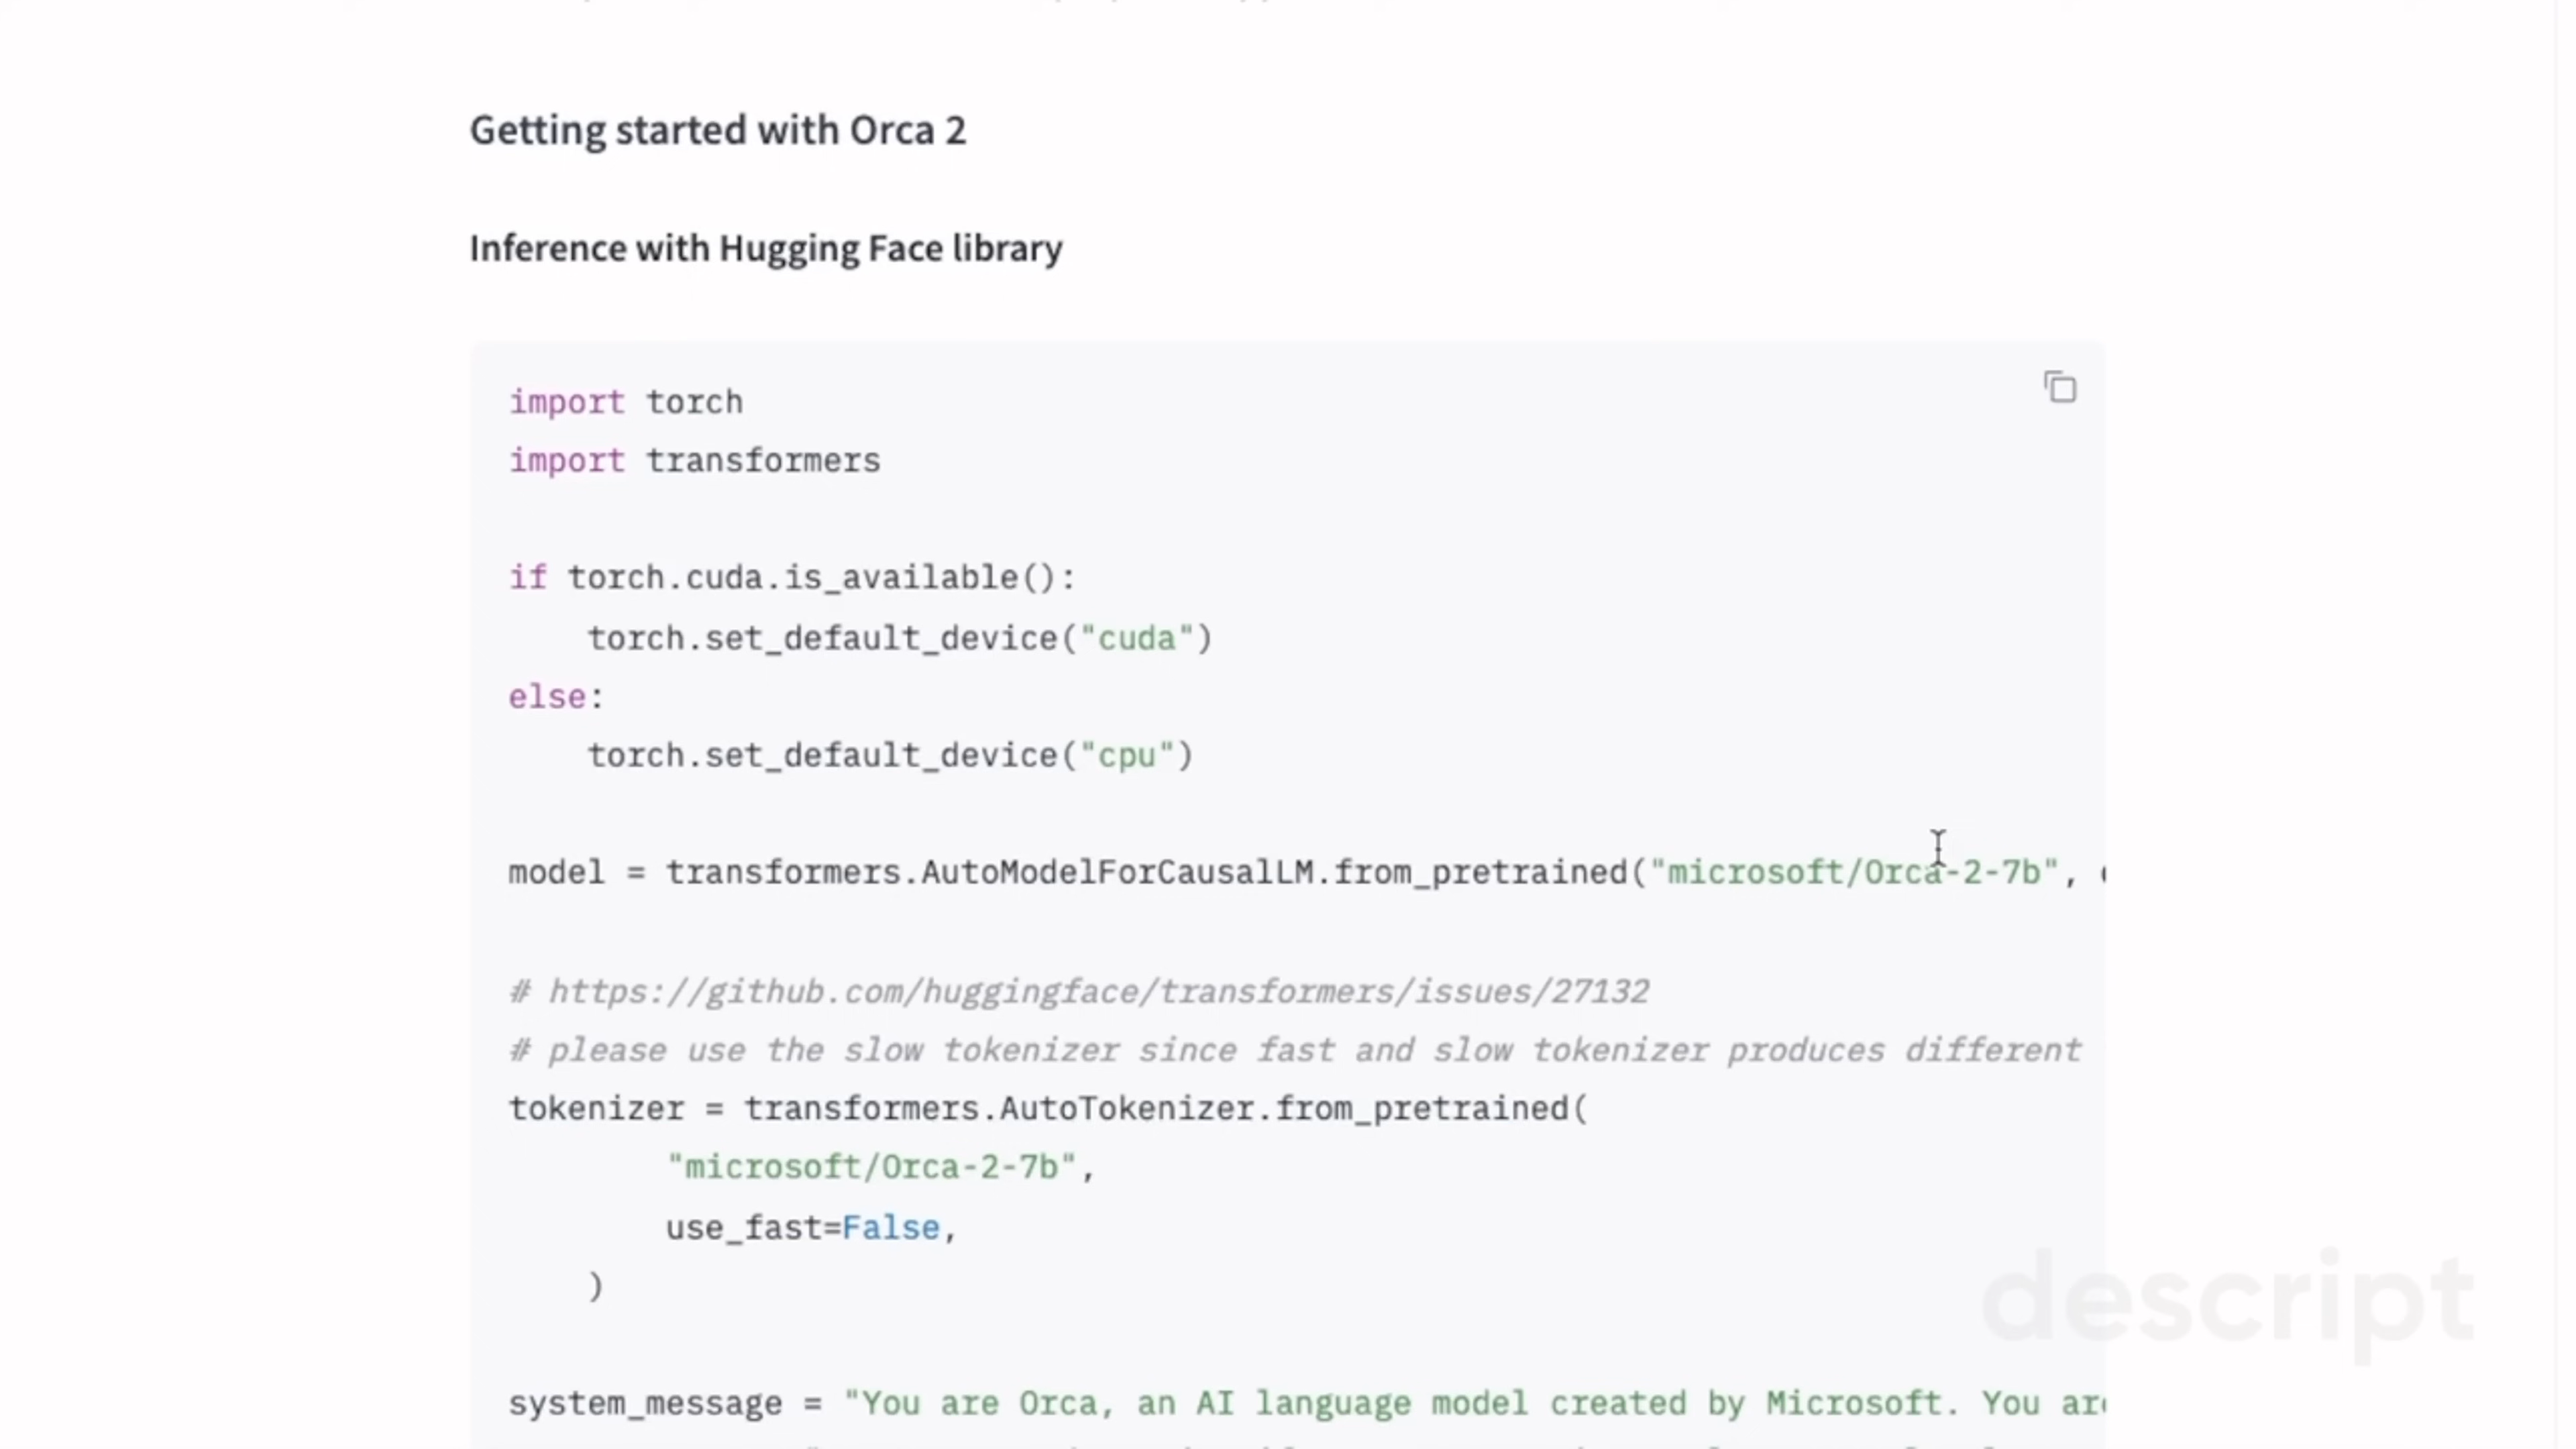 Getting started with Orca 2
Inference with Hugging Face library
import torch
import transformers
if torch.cuda.is_available():
torch.set_default_device("cuda")
else:
torch.set_default_device("cpu")
model = transformers.AutoModelForCausalLM.from_pretrained("microsoft/Orca-2-7b",
# https://github.com/huggingface/transformers/issues/27132
# please use the slow tokenizer since fast and slow tokenizer produces different
tokenizer = transformers.AutoTokenizer.from_pretrained(
"microsoft/Orca-2-7b",
use_fast=False,
)
system_message = "You are Orca, an AI language model created by Microsoft. You are
descript